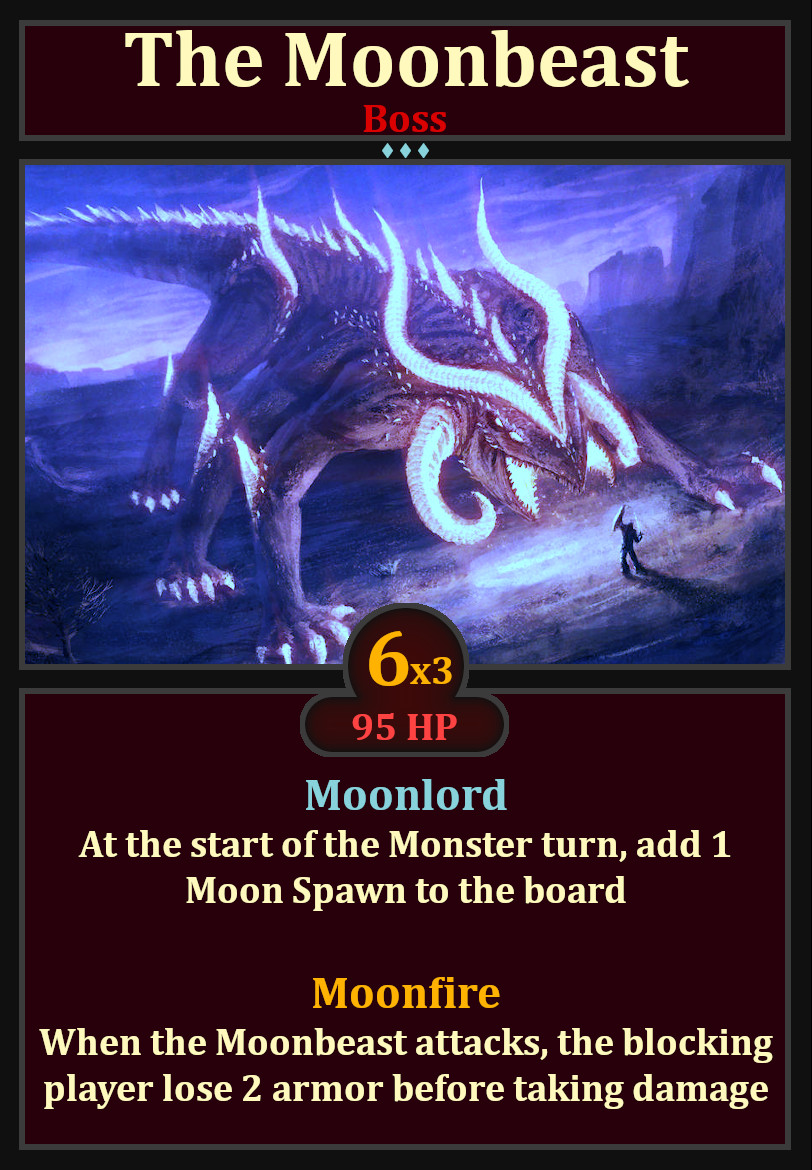 The Moonbeast
Boss
6x3
95 HP
Moonlord
At the start of the Monster turn, add 1
Moon Spawn to the board
Moonfire
When the Moonbeast attacks, the blocking
player lose 2 armor before taking damage